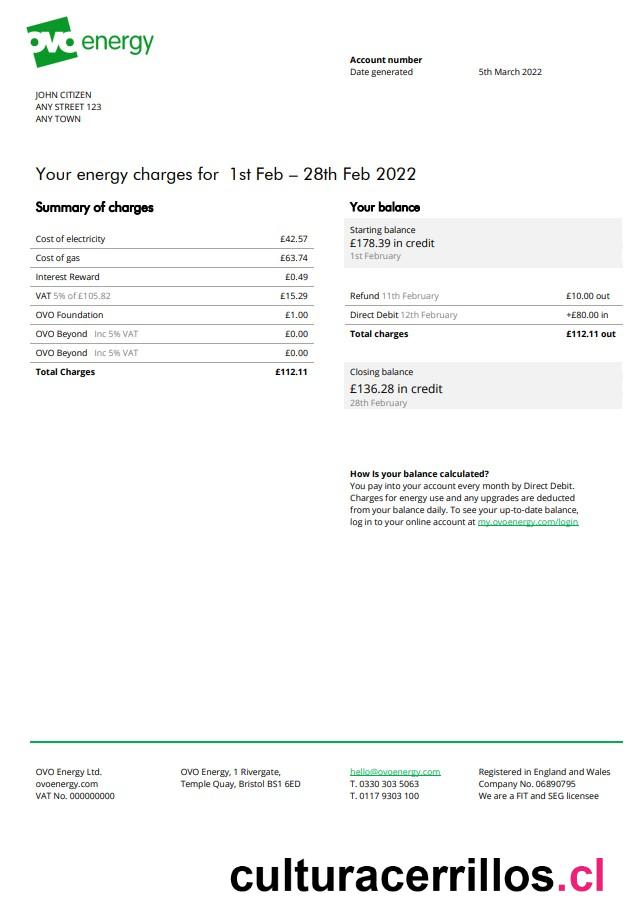 ovo energy
Account number
Date generated 5th March 2022
JOHN CITIZEN
ANY STREET 123
ANY TOWN
Your energy charges for 1st Feb – 28th Feb 2022
Summary of charges
Cost of electricity £42.57
Cost of gas £63.74
Interest Reward £0.49
VAT 5% of £105.82 £15.29
OVO Foundation £1.00
OVO Beyond Inc 5% VAT £0.00
OVO Beyond Inc 5% VAT £0.00
Total Charges £112.11
Your balance
Starting balance
£178.39 in credit
1st February
Refund 11th February £10.00 out
Direct Debit 12th February +£80.00 in
Total charges £112.11 out
Closing balance
£136.28 in credit
28th February
How Is your balance calculated?
You pay into your account every month by Direct Debit.
Charges for energy use and any upgrades are deducted
from your balance daily. To see your up-to-date balance,
log in to your online account at my.ovoenergy.com/login
OVO Energy Ltd.
ovoenergy.com
VAT No. 000000000
OVO Energy, 1 Rivergate,
Temple Quay, Bristol BS1 6ED
hello@ovoenergy.com
T. 0330 303 5063
T. 0117 9303 100
Registered in England and Wales
Company No. 06890795
We are a FIT and SEG licensee
culturacerrillos.cl